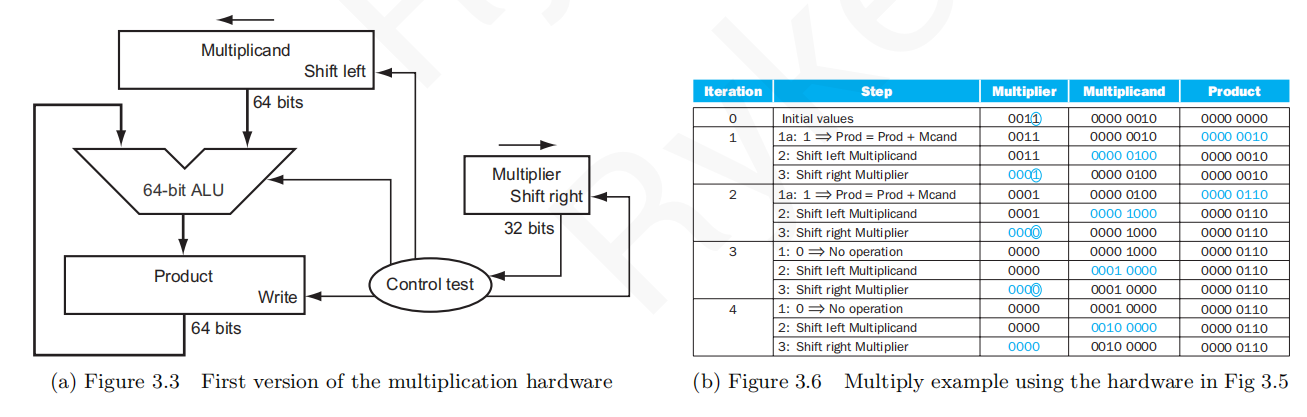 Multiplicand
Shift left
64 bits
64-bit ALU
Multiplier
Shift right
32 bits
Product
Write
Control test
64 bits
(a) Figure 3.3 First version of the multiplication hardware
Iteration Step Multiplier Multiplicand Product
0 Initial values 0011 0000 0010 0000 0000
1 1a: 1 ⟹ Prod = Prod + Mcand 0011 0000 0010 0000 0010
2: Shift left Multiplicand 0011 0000 0100 0000 0010
3: Shift right Multiplier 0001 0000 0100 0000 0010
2 1a: 1 ⟹ Prod = Prod + Mcand 0001 0000 0100 0000 0110
2: Shift left Multiplicand 0001 0000 1000 0000 0110
3: Shift right Multiplier 0000 0000 1000 0000 0110
3 1: 0 ⟹ No operation 0000 0000 1000 0000 0110
2: Shift left Multiplicand 0000 0001 0000 0000 0110
3: Shift right Multiplier 0000 0001 0000 0000 0110
4 1: 0 ⟹ No operation 0000 0001 0000 0000 0110
2: Shift left Multiplicand 0000 0010 0000 0000 0110
3: Shift right Multiplier 0000 0010 0000 0000 0110
(b) Figure 3.6 Multiply example using the hardware in Fig 3.5